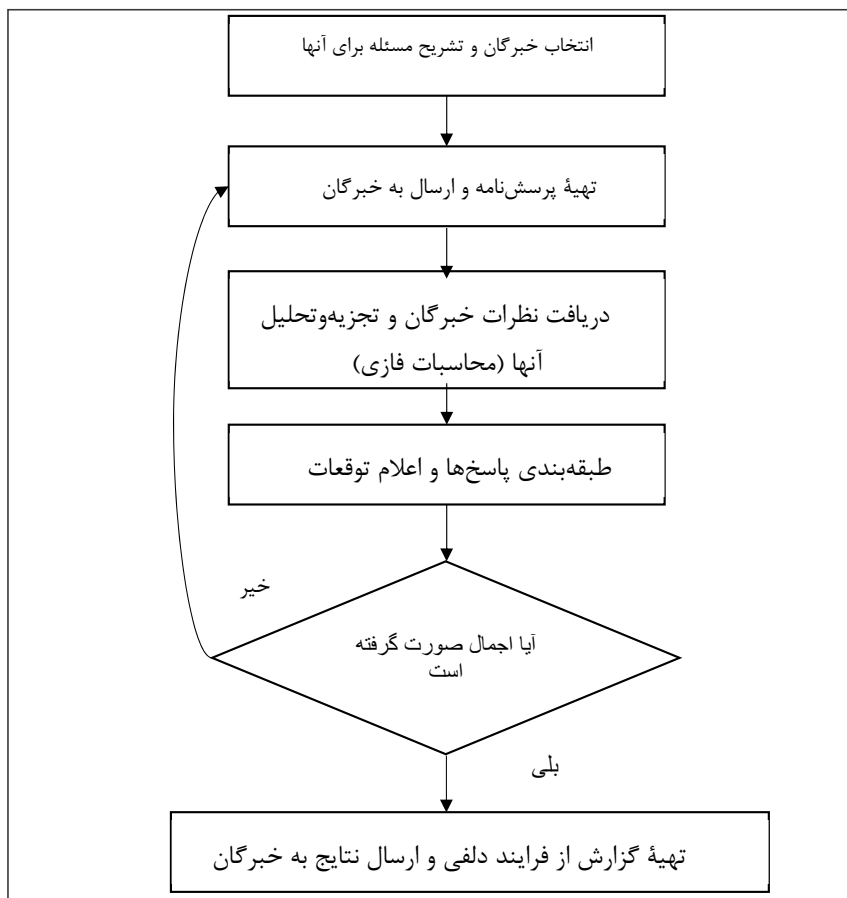 انتخاب خبرگان و تشریح مسئله برای آنها
تهیۀ پرسش‌نامه و ارسال به خبرگان
دریافت نظرات خبرگان و تجزیه‌وتحلیل
آنها (محاسبات فازی)
طبقه‌بندی پاسخ‌ها و اعلام توقعات
خیر
آیا اجمال صورت گرفته
است
بلی
تهیۀ گزارش از فرایند دلفی و ارسال نتایج به خبرگان